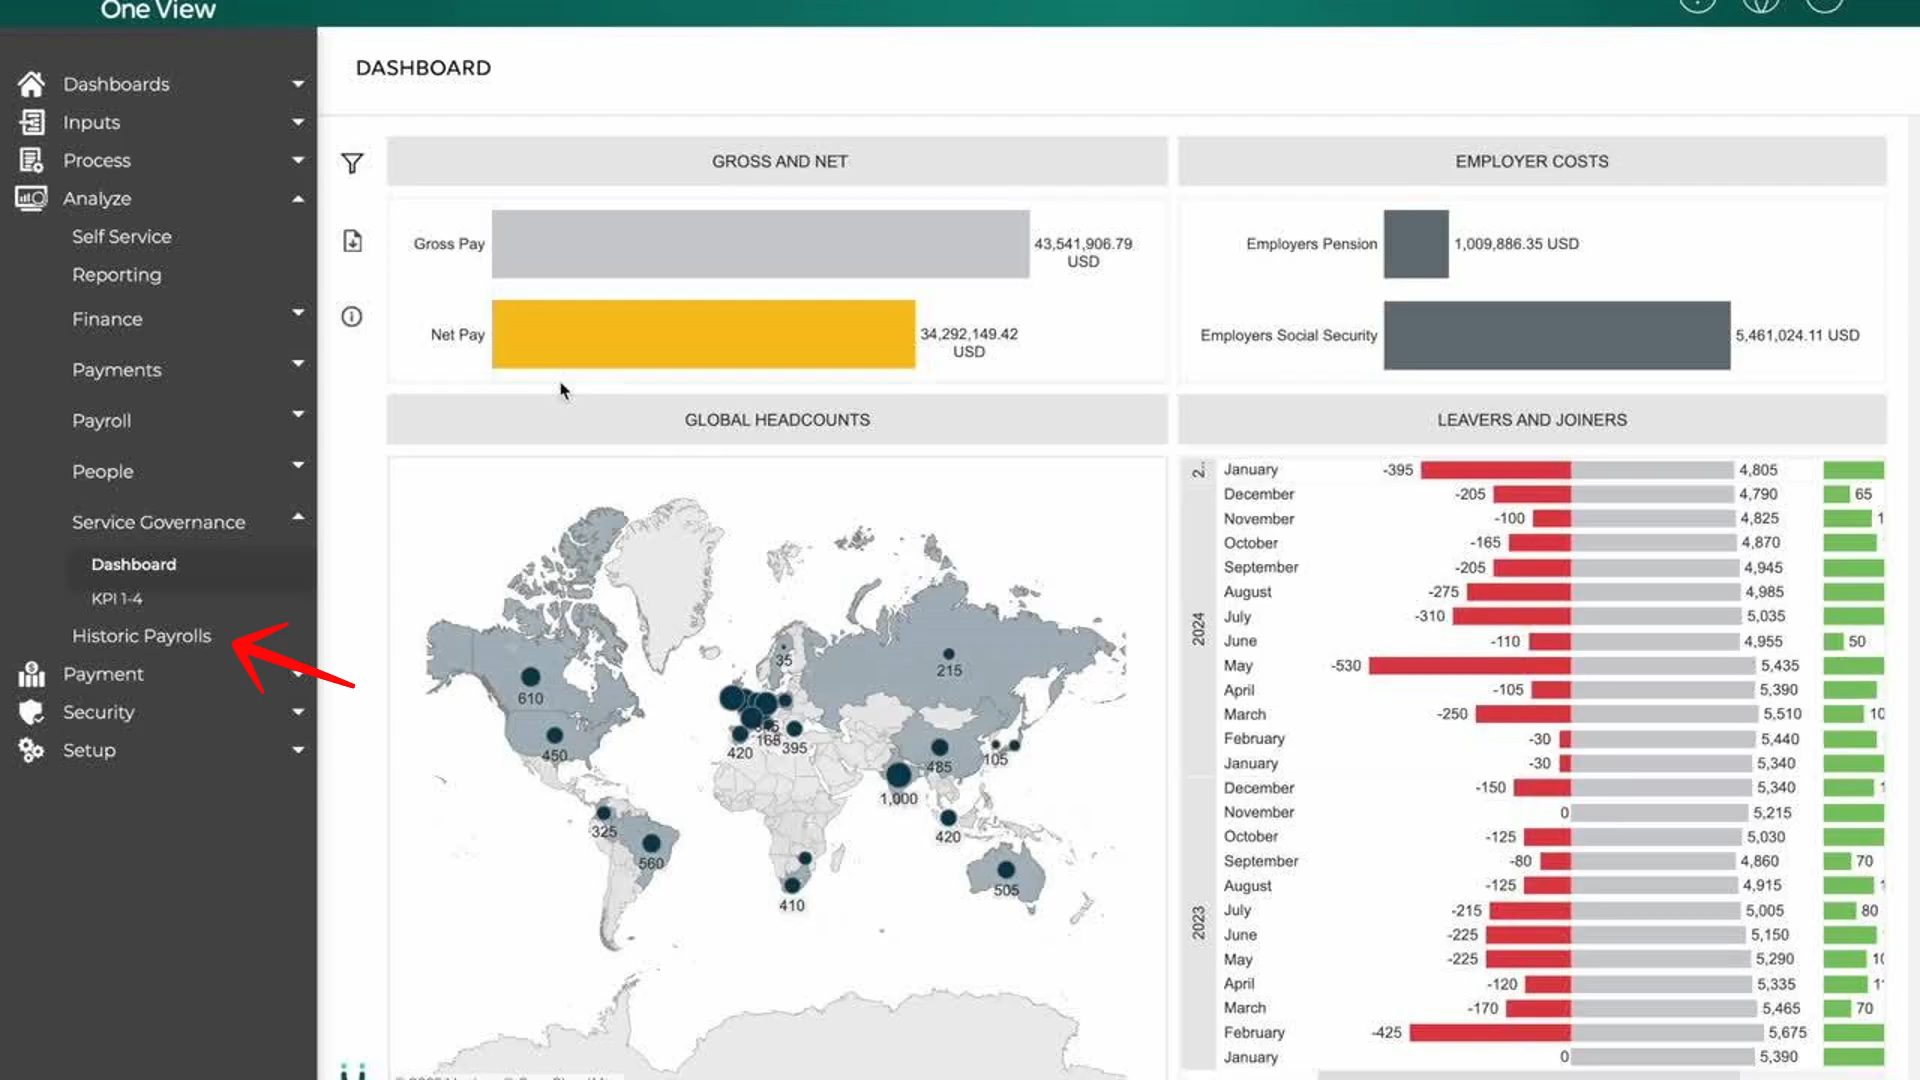 One View
Dashboards
Inputs
Process
Analyze
Self Service
Reporting
Finance
Payments
Payroll
People
Service Governance
Dashboard
KPI 1-4
Historic Payrolls
Payment
Security
Setup
DASHBOARD
GROSS AND NET
Gross Pay
43,541,906.79
USD
Net Pay
34,292,149.42
USD
EMPLOYER COSTS
Employers Pension
1,009,886.35 USD
Employers Social Security
5,461,024.11 USD
GLOBAL HEADCOUNTS
35
215
610
450
420
168
395
485
105
1,000
420
325
560
505
410
LEAVERS AND JOINERS
2..
January -395 4,805
2024
December -205 4,790 65
November -100 4,825
October -165 4,870
September -205 4,945
August -275 4,985
July -310 5,035
June -110 4,955 50
May -530 5,435
April -105 5,390
March -250 5,510
February -30 5,440
January -30 5,340
2023
December -150 5,340
November 0 5,215
October -125 5,030
September -80 4,860 70
August -125 4,915
July -215 5,005 80
June -225 5,150
May -225 5,290
April -120 5,335
March -170 5,465 70
February -425 5,675
January 0 5,390